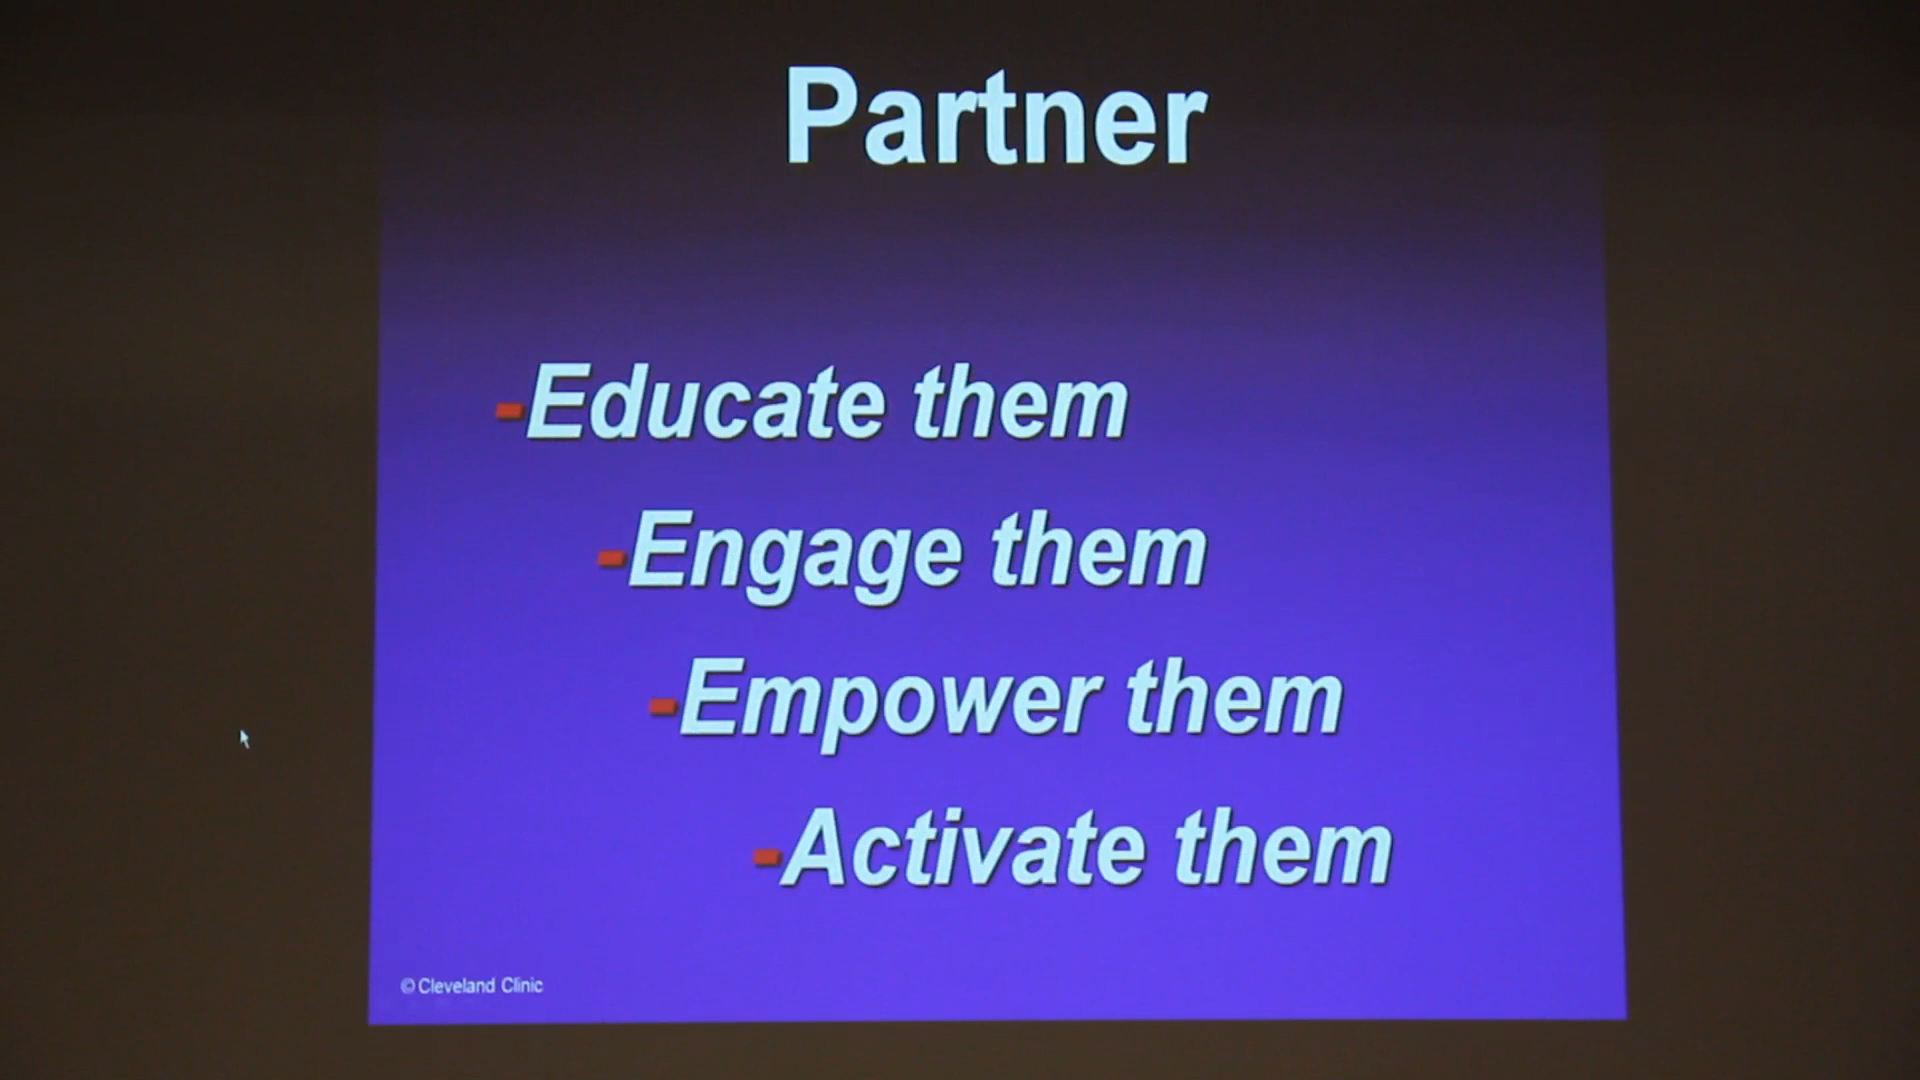 Partner
-Educate them
-Engage them
-Empower them
-Activate them
© Cleveland Clinic